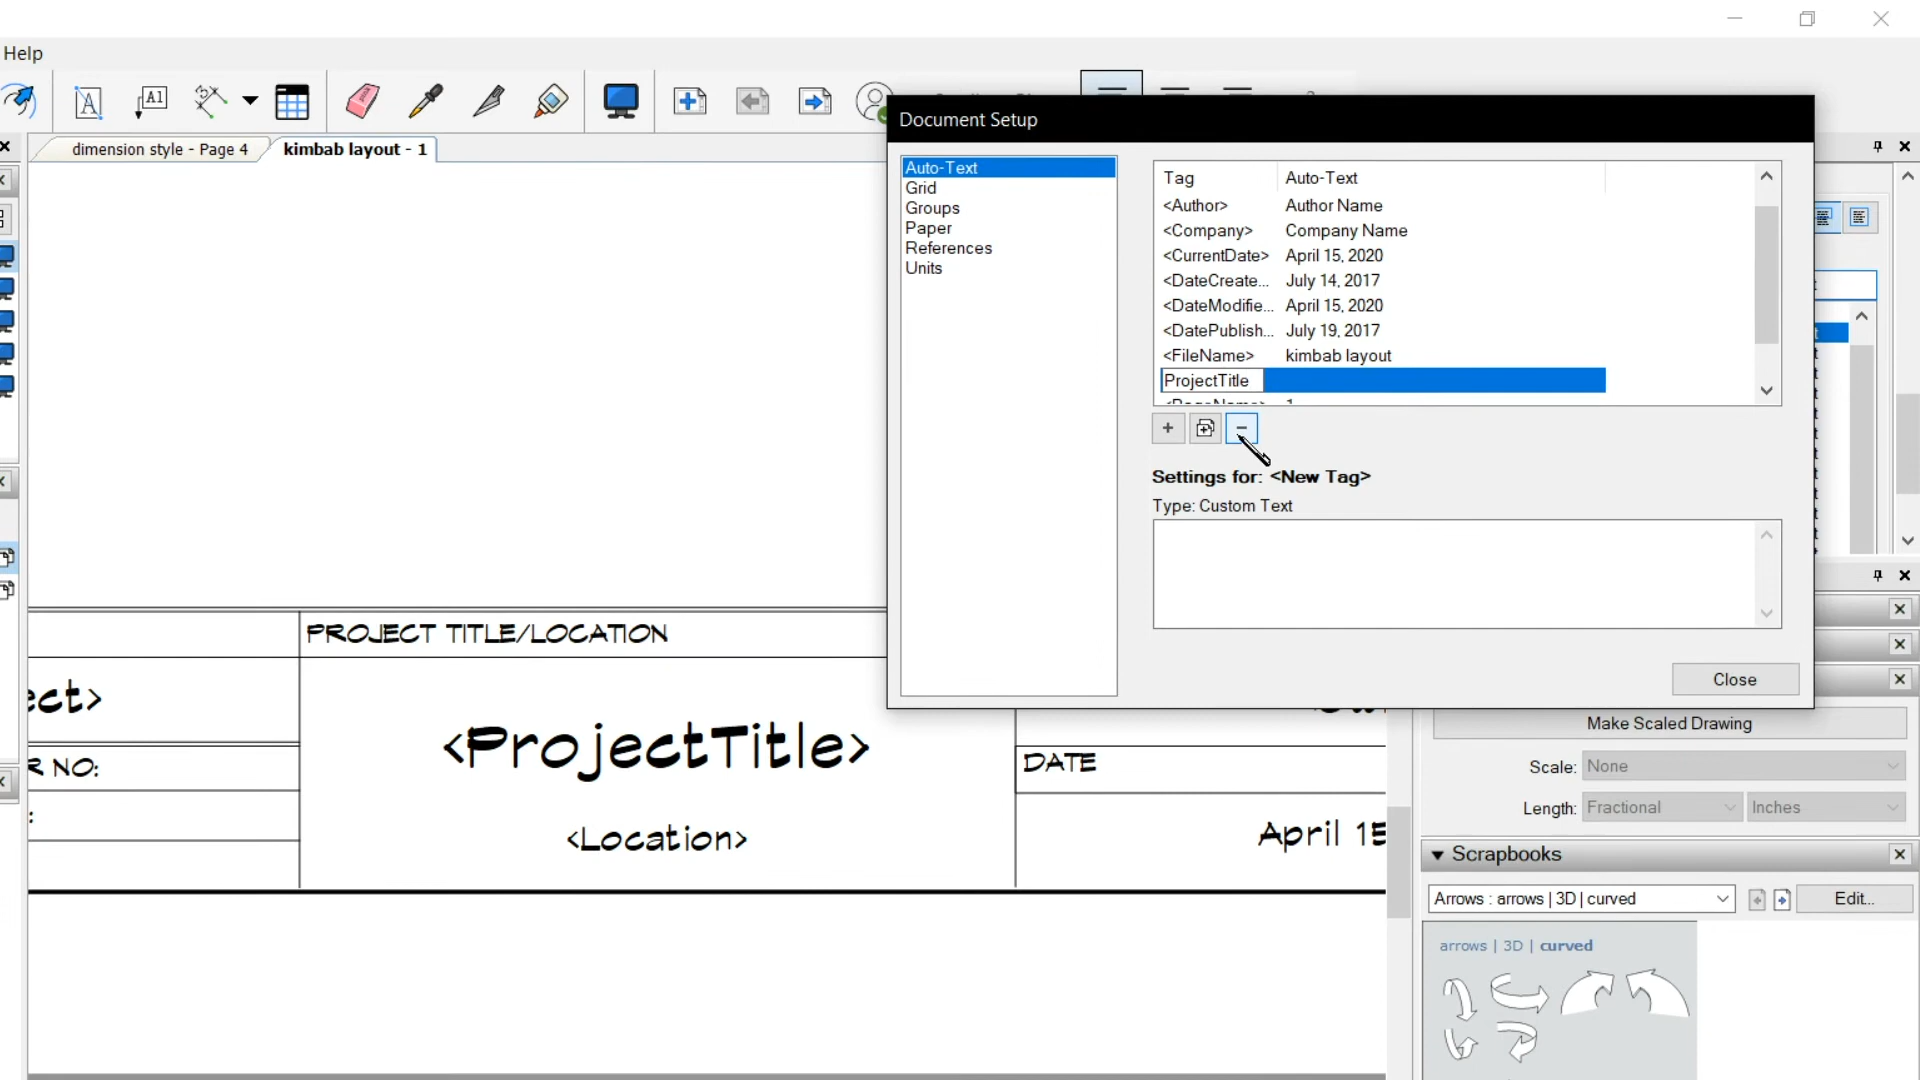 Help
A
A1
dimension style - Page 4
kimbab layout - 1
Document Setup
Auto-Text
Grid
Groups
Paper
References
Units
Tag Auto-Text
<Author> Author Name
<Company> Company Name
<CurrentDate> April 15, 2020
<DateCreate... July 14, 2017
<DateModifie... April 15, 2020
<DatePublish... July 19, 2017
<FileName> kimbab layout
ProjectTitle
<PageName> 1
Settings for: <New Tag>
Type: Custom Text
Close
PROJECT TITLE/LOCATION
ect>
<ProjectTitle>
R NO:
DATE
:
<Location>
April 15
Make Scaled Drawing
Scale: None
Length: Fractional Inches
Scrapbooks
Arrows : arrows | 3D | curved
Edit...
arrows | 3D | curved